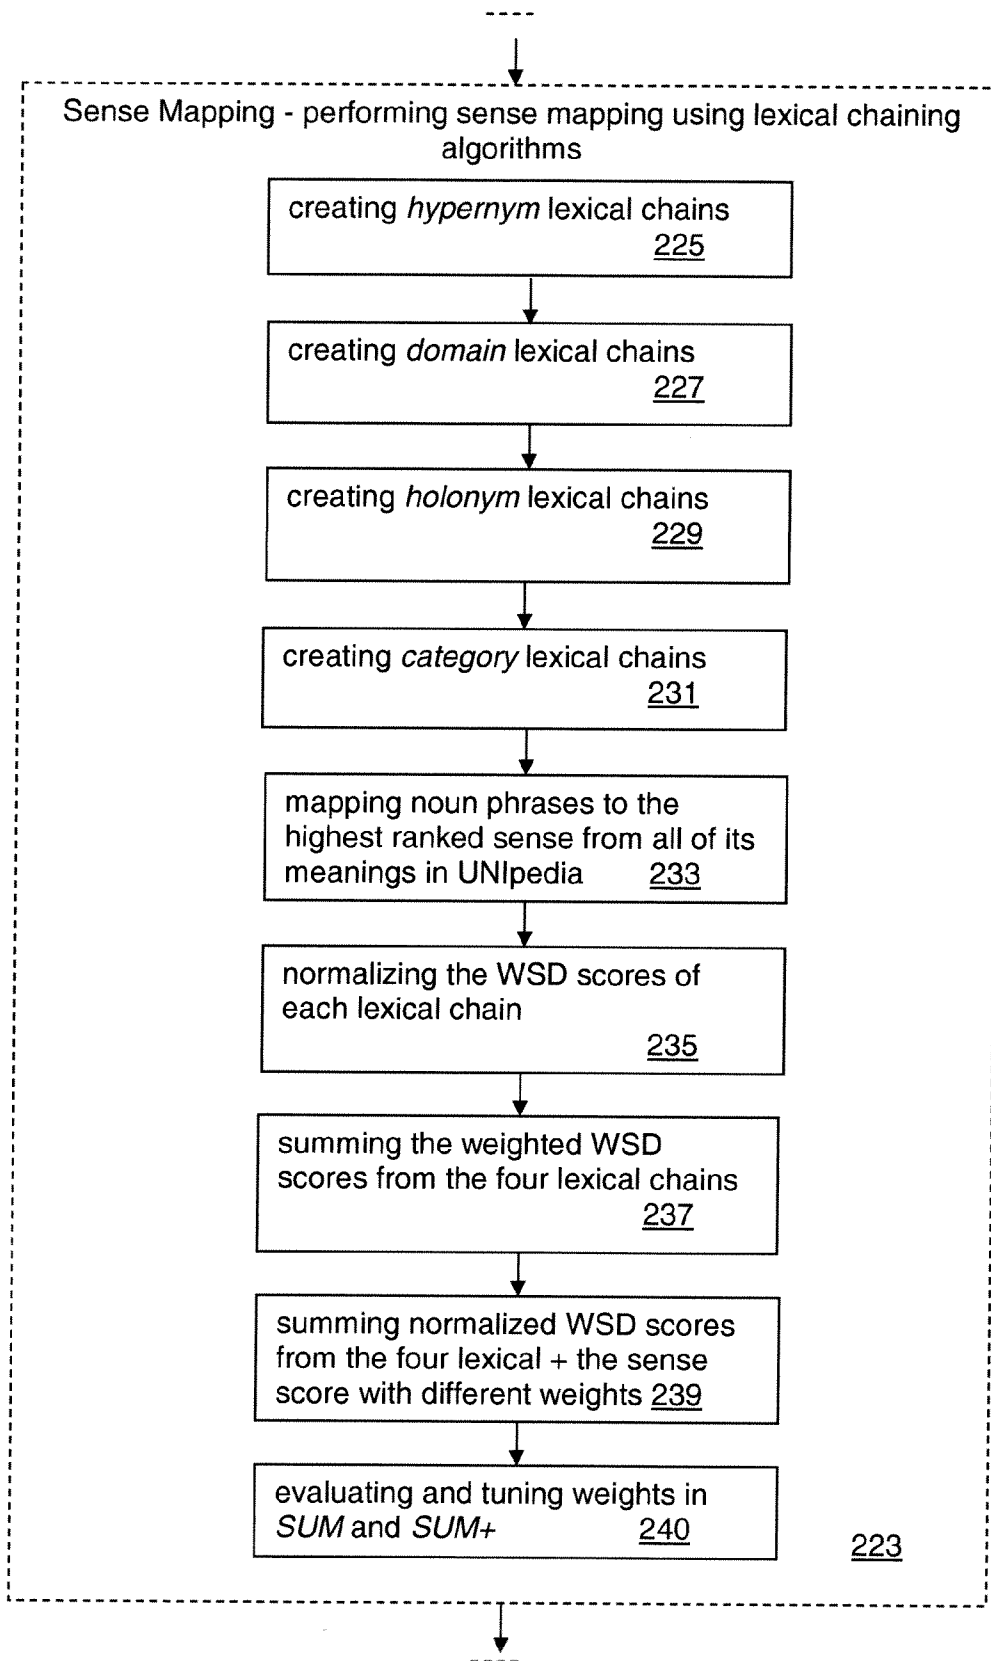 Sense Mapping - performing sense mapping using lexical chaining
algorithms
creating hypernym lexical chains
225
creating domain lexical chains
227
creating holonym lexical chains
229
creating category lexical chains
231
mapping noun phrases to the
highest ranked sense from all of its
meanings in UNIpedia 233
normalizing the WSD scores of
each lexical chain
235
summing the weighted WSD
scores from the four lexical chains
237
summing normalized WSD scores
from the four lexical + the sense
score with different weights 239
evaluating and tuning weights in
SUM and SUM+ 240
223